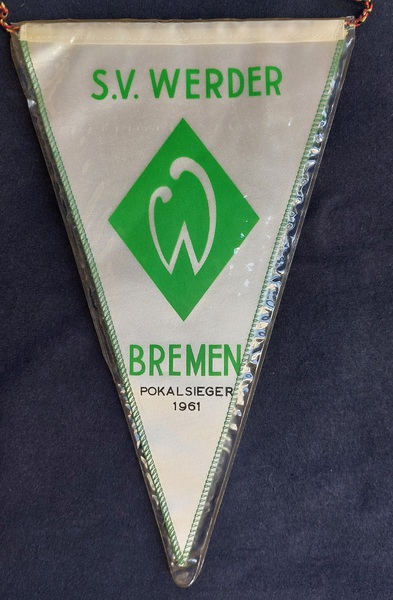 S.V. WERDER
W
BREMEN
POKALSIEGER
1961